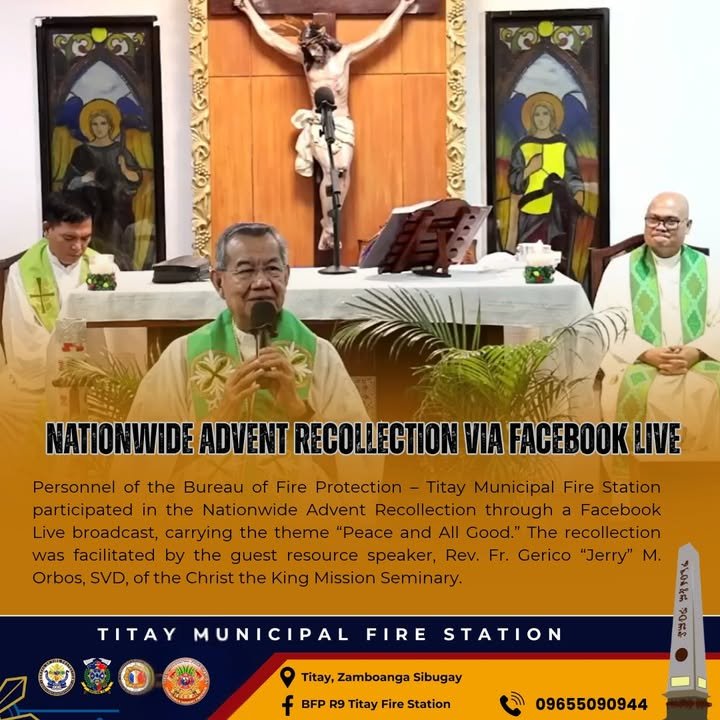 NATIONWIDE ADVENT RECOLLECTION VIA FACEBOOK LIVE
Personnel of the Bureau of Fire Protection – Titay Municipal Fire Station
participated in the Nationwide Advent Recollection through a Facebook
Live broadcast, carrying the theme “Peace and All Good.” The recollection
was facilitated by the guest resource speaker, Rev. Fr. Gerico “Jerry” M.
Orbos, SVD, of the Christ the King Mission Seminary.
TITAY MUNICIPAL FIRE STATION
Titay, Zamboanga Sibugay
BFP R9 Titay Fire Station
09655090944